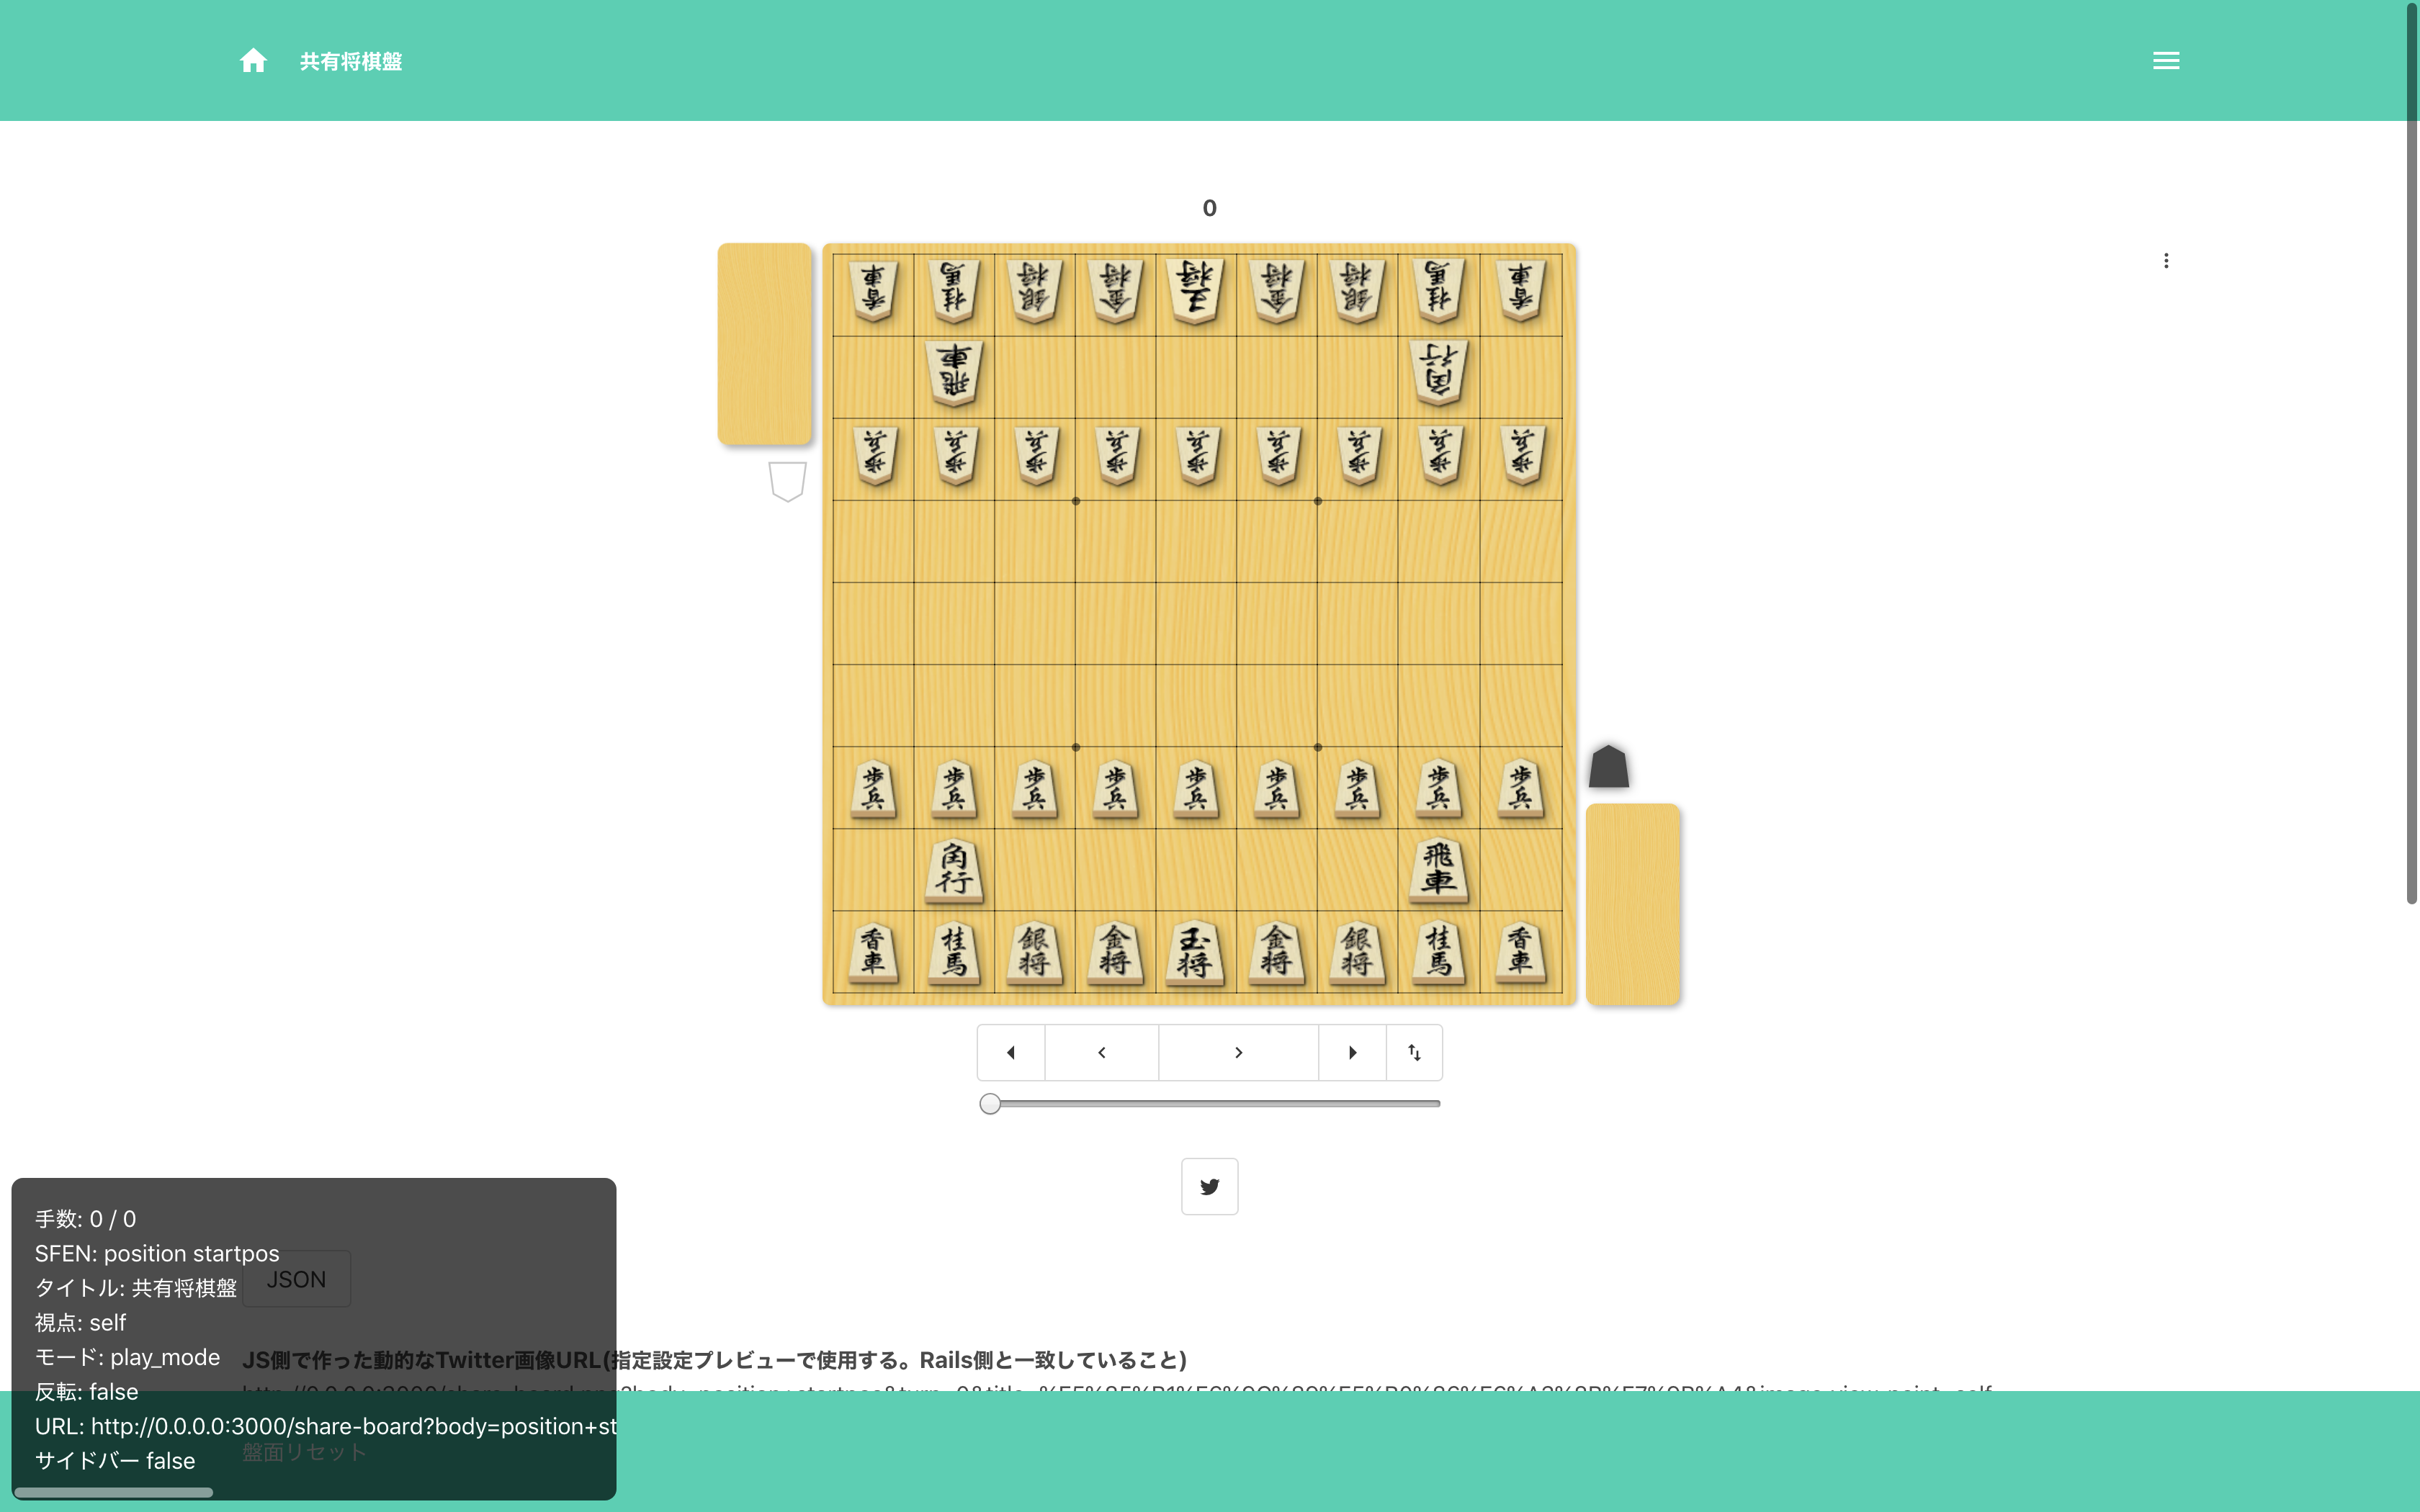 共有将棋盤
0
香車 桂馬 銀将 金将 王将 金将 銀将 桂馬 香車
飛車 角行
歩兵 歩兵 歩兵 歩兵 歩兵 歩兵 歩兵 歩兵 歩兵
歩兵 歩兵 歩兵 歩兵 歩兵 歩兵 歩兵 歩兵 歩兵
角行 飛車
香車 桂馬 銀将 金将 玉将 金将 銀将 桂馬 香車
手数: 0 / 0
SFEN: position startpos
タイトル: 共有将棋盤
視点: self
モード: play_mode
反転: false
URL: http://0.0.0.0:3000/share-board?body=position+st
サイドバー false
JSON
JS側で作った動的なTwitter画像URL(指定設定プレビューで使用する。Rails側と一致していること)
盤面リセット